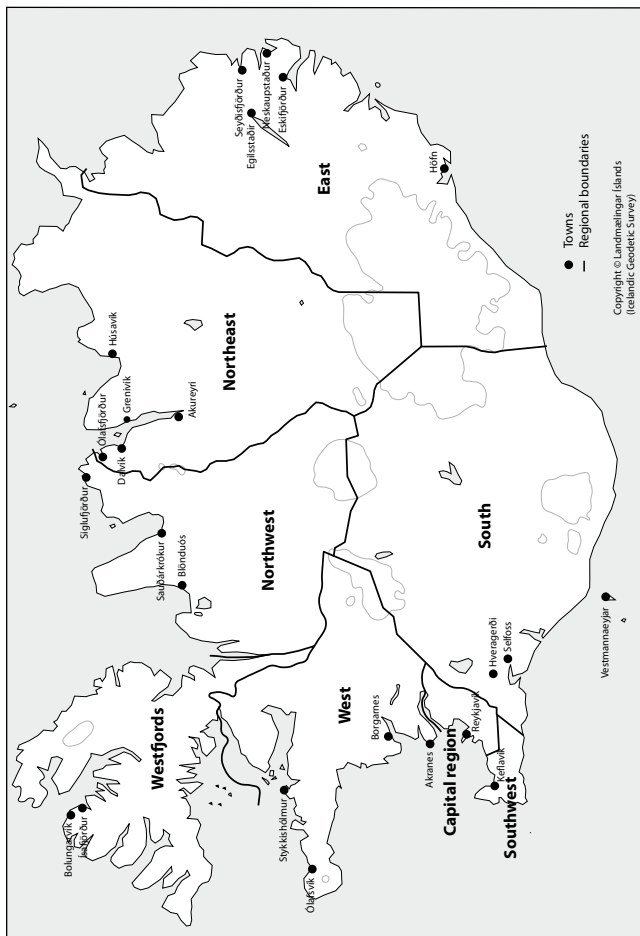 Bolungarvík
Ísafjörður
Westfjords
Ólafsvík
Stykkishólmur
West
Borgames
Akranes
Capital region
Reykjavík
Keflavík
Southwest
Siglufjörður
Sauðárkrókur
Blönduós
Northwest
Ólafsfjörður
Dalvík
Grenivík
Akureyri
Húsavík
Northeast
Seyðisfjörður
Neskaupstaður
Egilsstaðir
Eskifjörður
East
Höfn
South
Hveragerði
Selfoss
Vestmannaeyjar
Towns
Regional boundaries
Copyright © Landmælingar Íslands
(Icelandic Geodetic Survey)